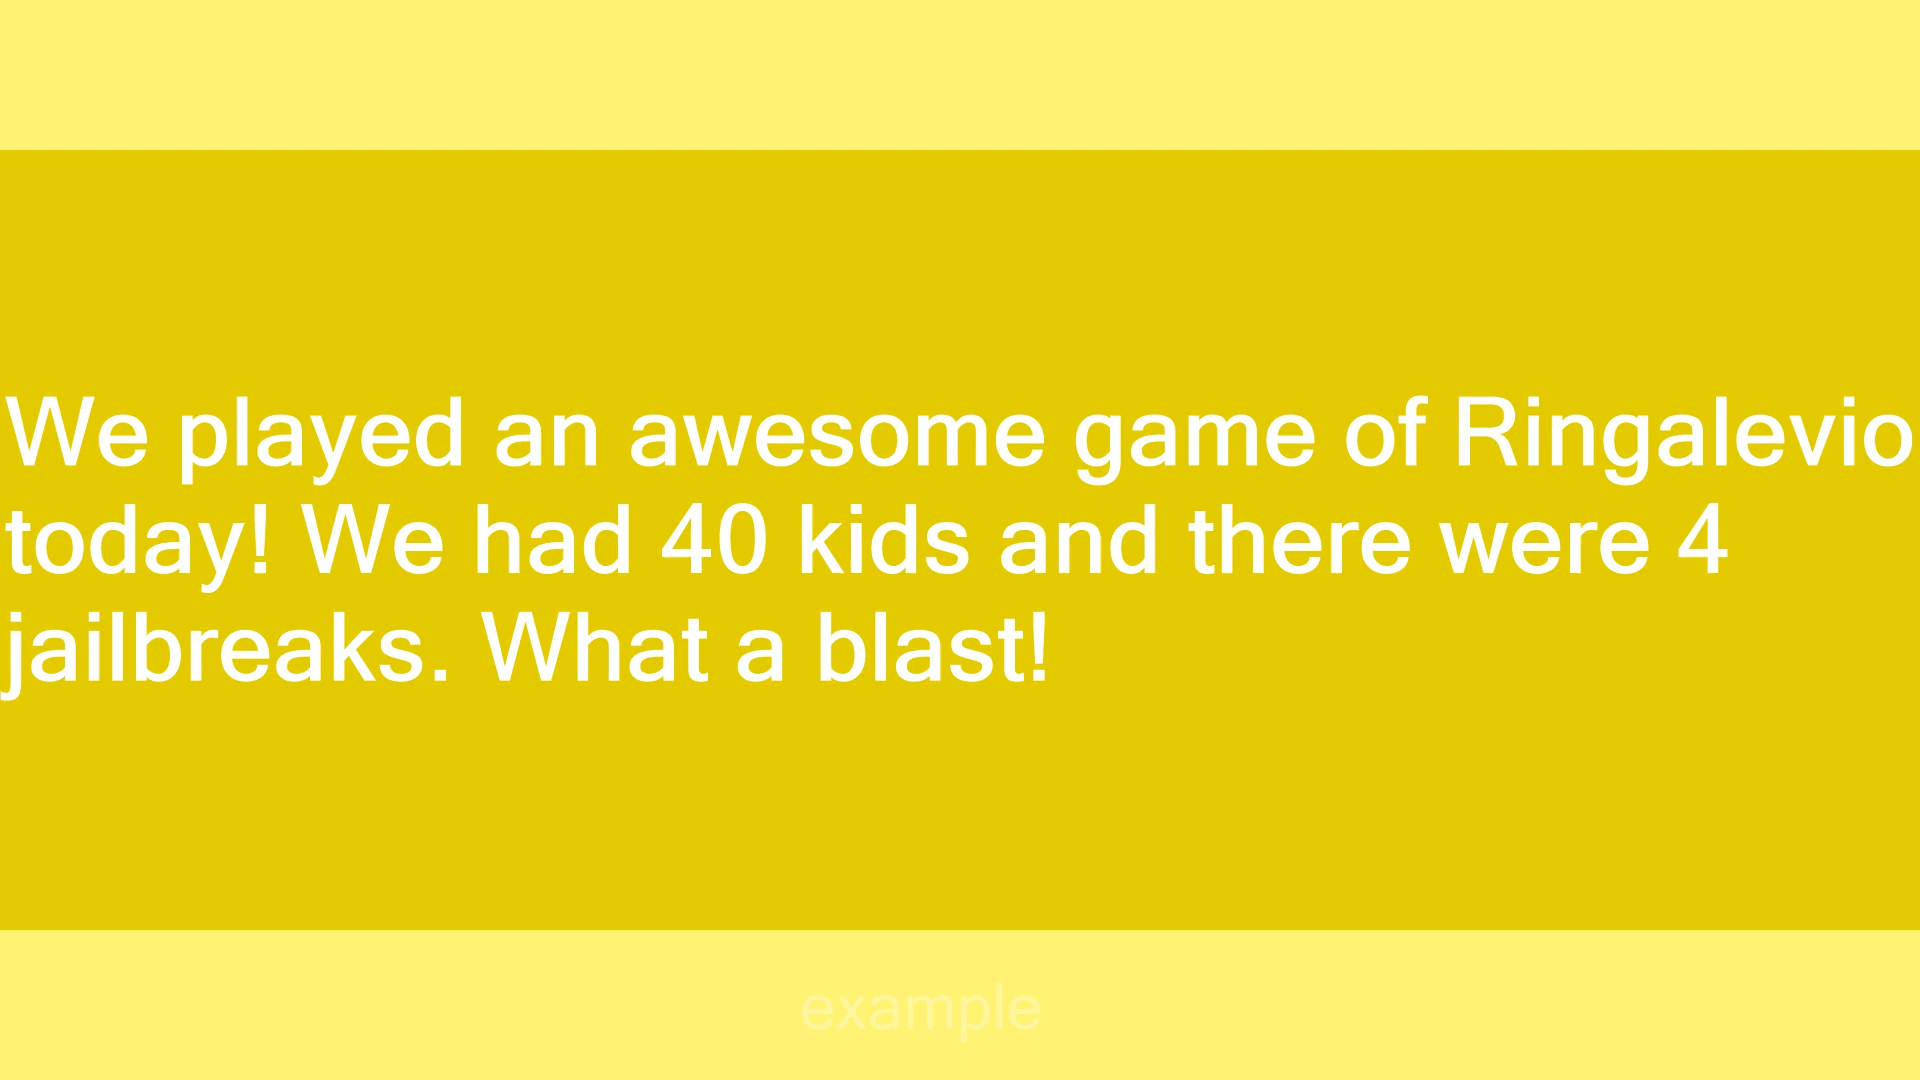 We played an awesome game of Ringalevio
today! We had 40 kids and there were 4
jailbreaks. What a blast!
example